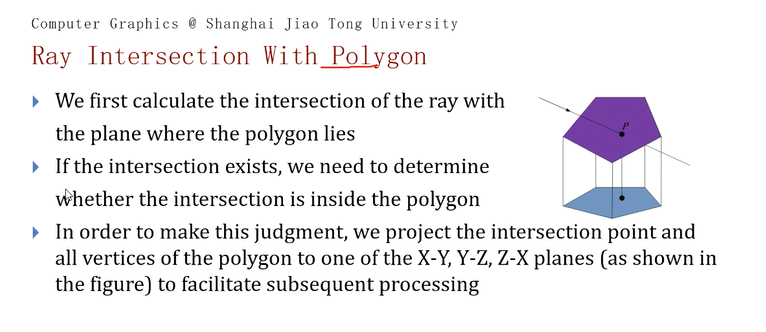 Computer Graphics @ Shanghai Jiao Tong University
Ray Intersection With Polygon
We first calculate the intersection of the ray with
the plane where the polygon lies
If the intersection exists, we need to determine
whether the intersection is inside the polygon
In order to make this judgment, we project the intersection point and
all vertices of the polygon to one of the X-Y, Y-Z, Z-X planes (as shown in
the figure) to facilitate subsequent processing
P